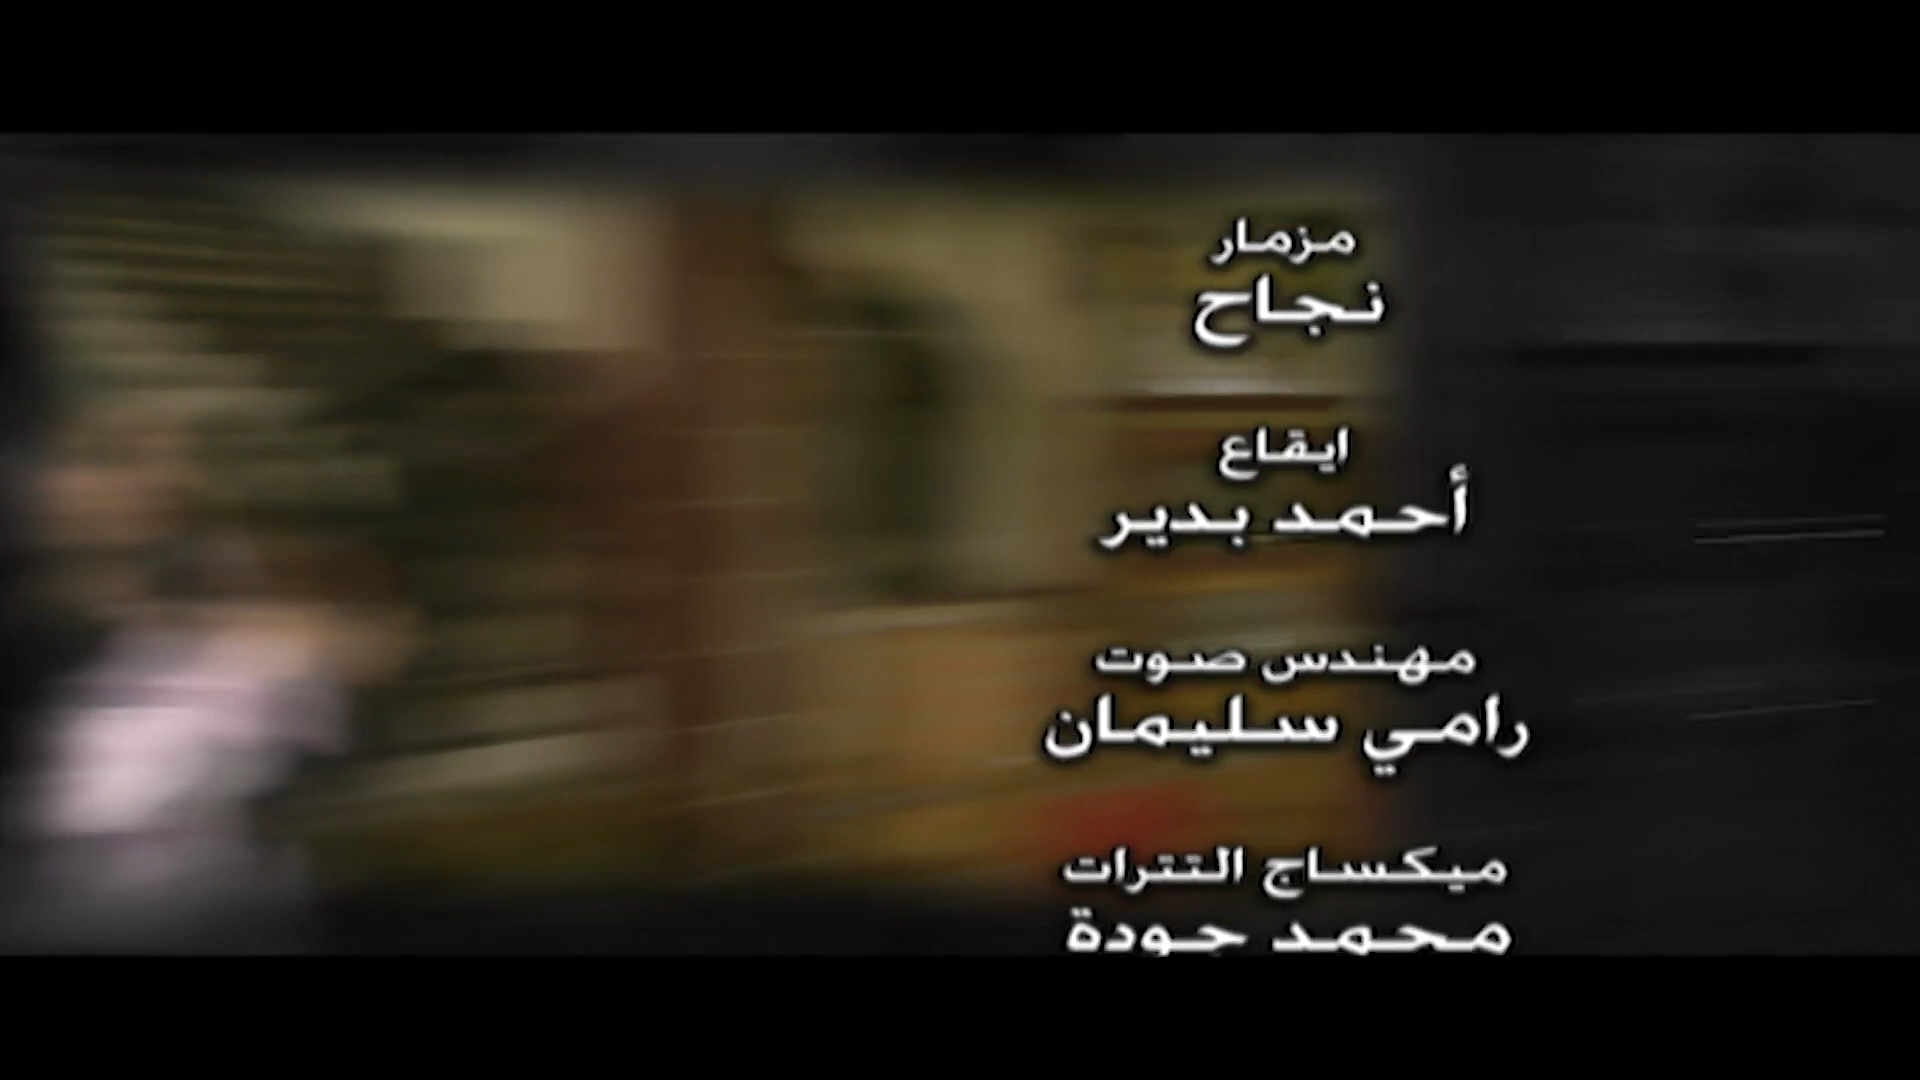 مزمار
نجاح
ايقاع
أحمد بدير
مهندس صوت
رامي سليمان
ميكساج التترات
محمد جودة